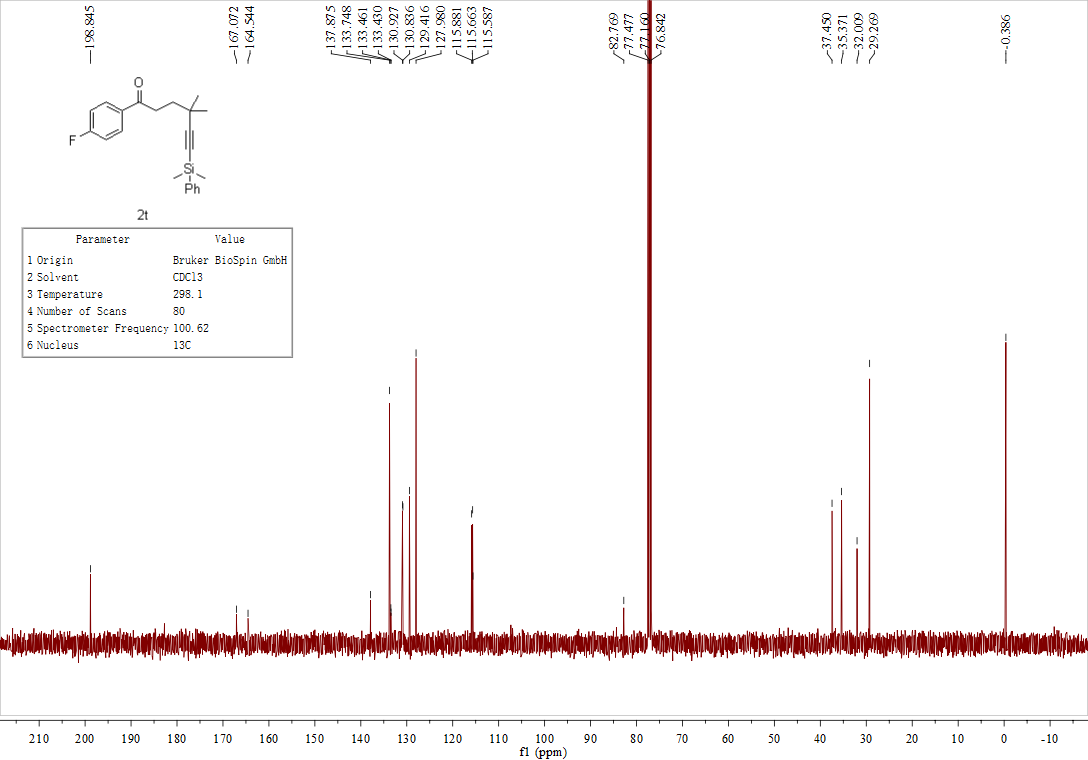 198.845
167.072
164.544
137.875
133.748
133.461
133.430
130.927
130.836
129.416
127.980
115.881
115.663
115.587
82.769
77.477
77.160
76.842
37.450
35.371
32.009
29.269
-0.386
O
F
Si
Ph
2t
Parameter Value
1 Origin Bruker BioSpin GmbH
2 Solvent CDCl3
3 Temperature 298.1
4 Number of Scans 80
5 Spectrometer Frequency 100.62
6 Nucleus 13C
210 200 190 180 170 160 150 140 130 120 110 100 90 80 70 60 50 40 30 20 10 0 -10
f1 (ppm)